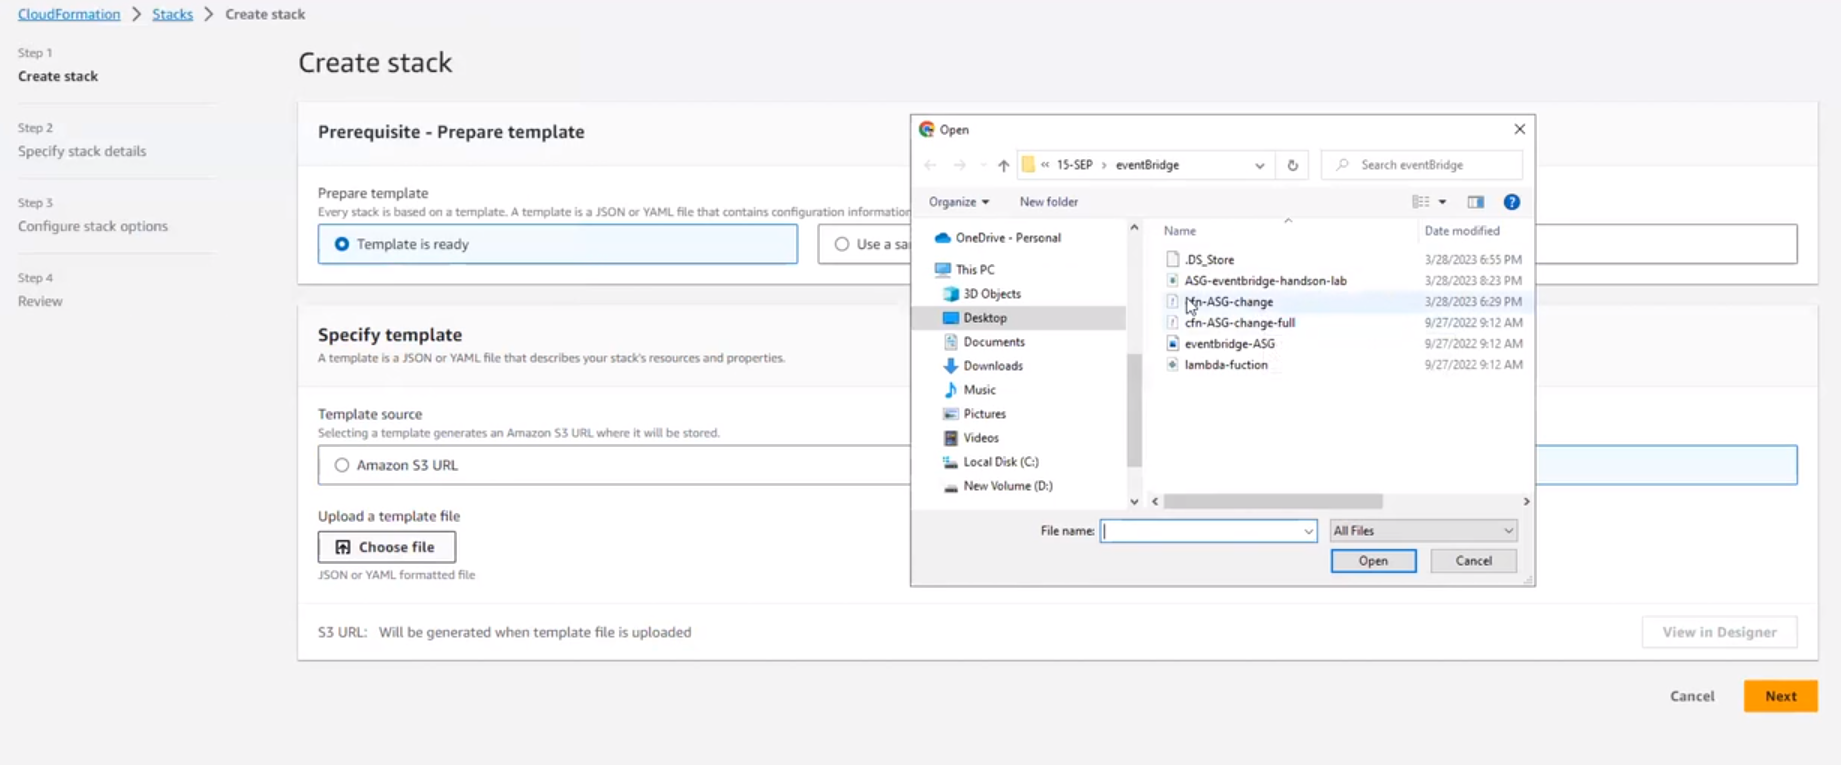 CloudFormation > Stacks > Create stack
Step 1
Create stack
Step 2
Specify stack details
Step 3
Configure stack options
Step 4
Review
Create stack
Prerequisite - Prepare template
Prepare template
Every stack is based on a template. A template is a JSON or YAML file that contains configuration information
Template is ready
Use a sa
Specify template
A template is a JSON or YAML file that describes your stack's resources and properties.
Template source
Selecting a template generates an Amazon S3 URL where it will be stored.
Amazon S3 URL
Upload a template file
Choose file
JSON or YAML formatted file
S3 URL: Will be generated when template file is uploaded
View in Designer
Cancel
Next
Open
« 15-SEP > eventBridge
Search eventBridge
Organize
New folder
OneDrive - Personal
This PC
3D Objects
Desktop
Documents
Downloads
Music
Pictures
Videos
Local Disk (C:)
New Volume (D:)
Name Date modified
.DS_Store 3/28/2023 6:55 PM
ASG-eventbridge-handson-lab 3/28/2023 8:23 PM
fn-ASG-change 3/28/2023 6:29 PM
cfn-ASG-change-full 9/27/2022 9:12 AM
eventbridge-ASG 9/27/2022 9:12 AM
lambda-fuction 9/27/2022 9:12 AM
File name:
All Files
Open
Cancel